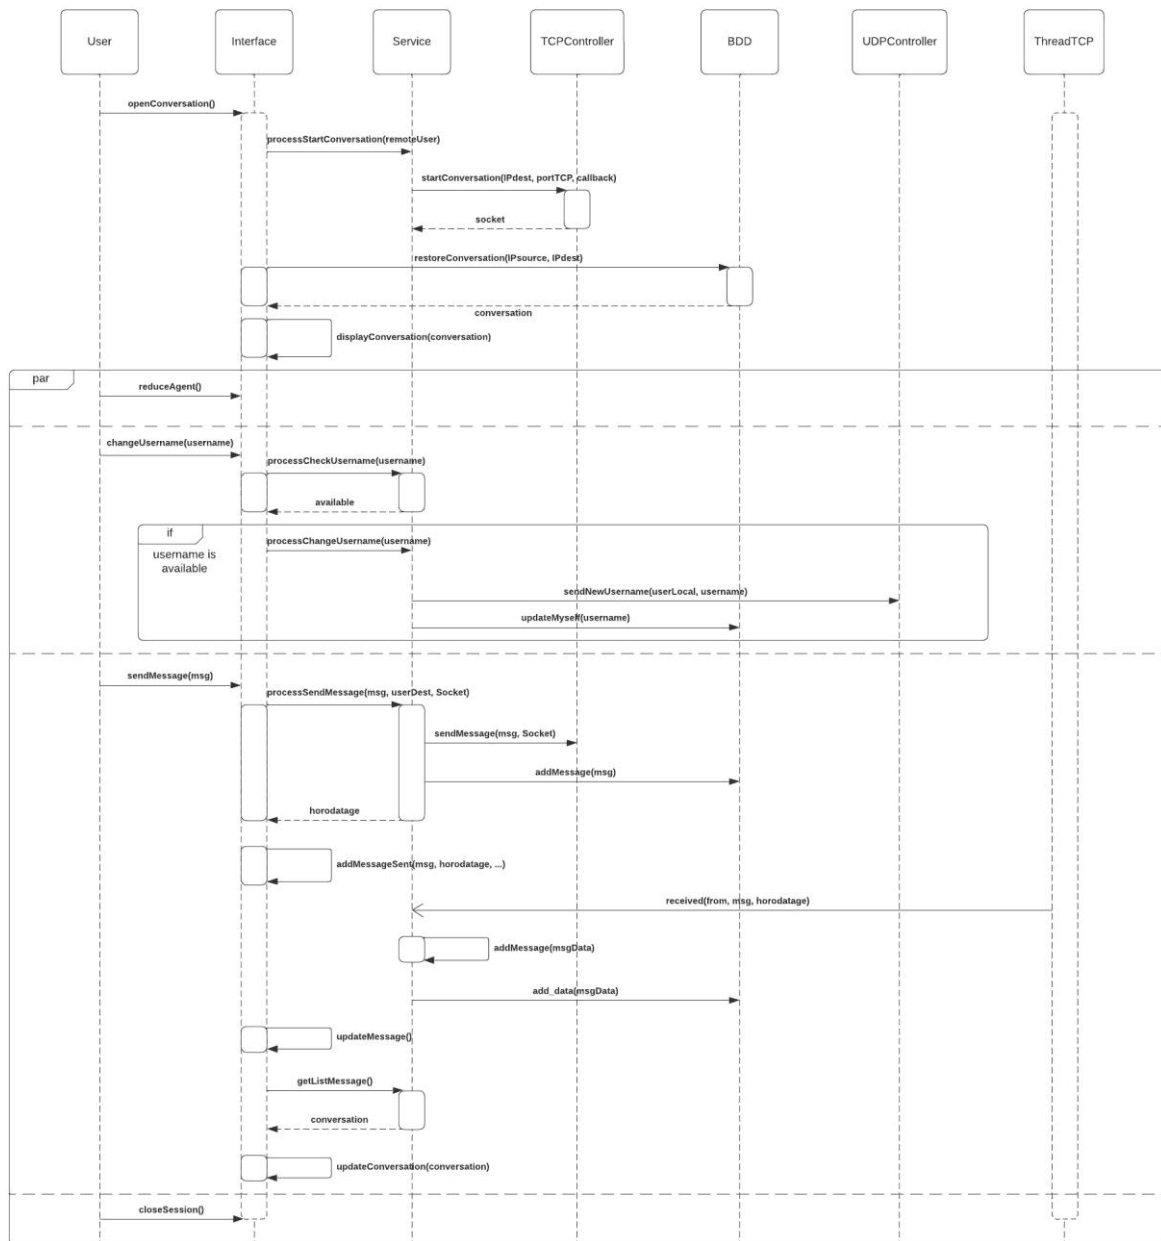 User
Interface
Service
TCPController
BDD
UDPController
ThreadTCP
openConversation()
processStartConversation(remoteUser)
startConversation(IPdest, portTCP, callback)
socket
restoreConversation(IPsource, IPdest)
conversation
displayConversation(conversation)
par
reduceAgent()
changeUsername(username)
processCheckUsername(username)
available
if
username is
available
processChangeUsername(username)
sendNewUsername(userLocal, username)
updateMyself(username)
sendMessage(msg)
processSendMessage(msg, userDest, Socket)
sendMessage(msg, Socket)
addMessage(msg)
horodatage
addMessageSent(msg, horodatage, ...)
received(from, msg, horodatage)
addMessage(msgData)
add_data(msgData)
updateMessage()
getListMessage()
conversation
updateConversation(conversation)
closeSession()